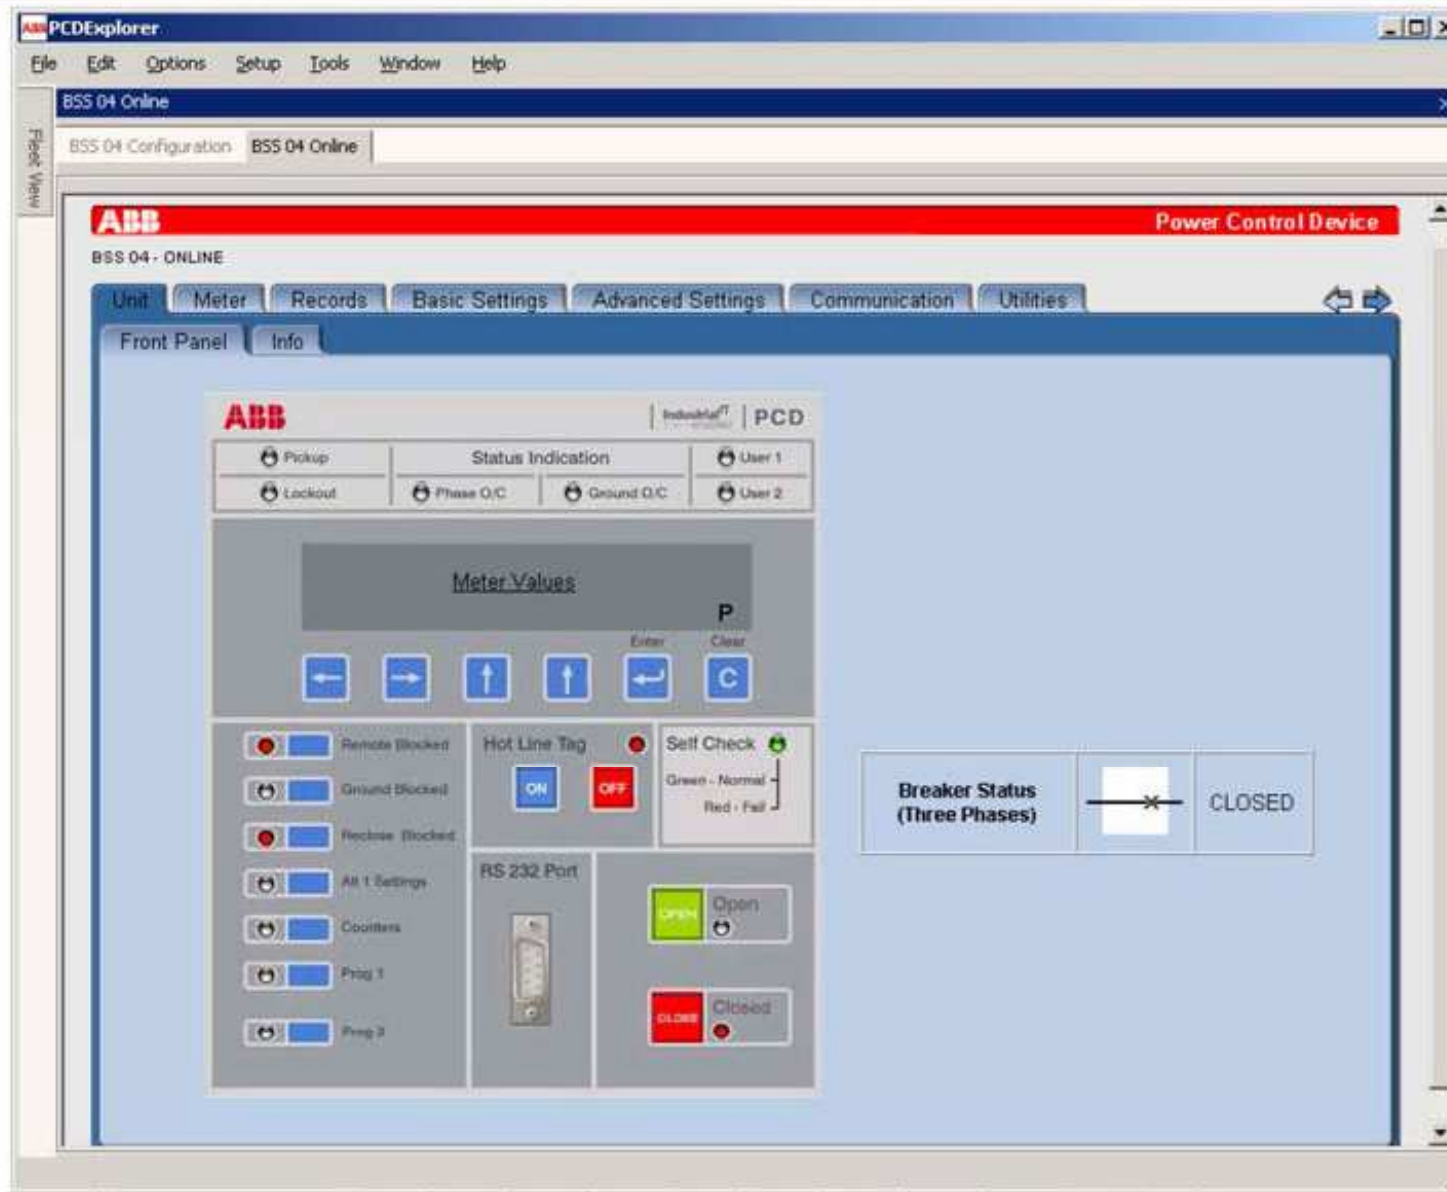 ABB PCDExplorer
File Edit Options Setup Tools Window Help
BSS 04 Online
Fleet View
BSS 04 Configuration BSS 04 Online
ABB Power Control Device
BSS 04 - ONLINE
Unit Meter Records Basic Settings Advanced Settings Communication Utilities
Front Panel Info
ABB Industrial IT PCD
Pickup Status Indication User 1
Lockout Phase O/C Ground O/C User 2
Meter Values
P
Enter Clear
C
Remote Blocked Hot Line Tag Self Check
Ground Blocked ON OFF Green - Normal
Red - Fail
Reclose Blocked
Breaker Status
(Three Phases) CLOSED
Alt 1 Settings RS 232 Port
Counters OPEN Open
Prog 1
Prog 2 CLOSE Closed